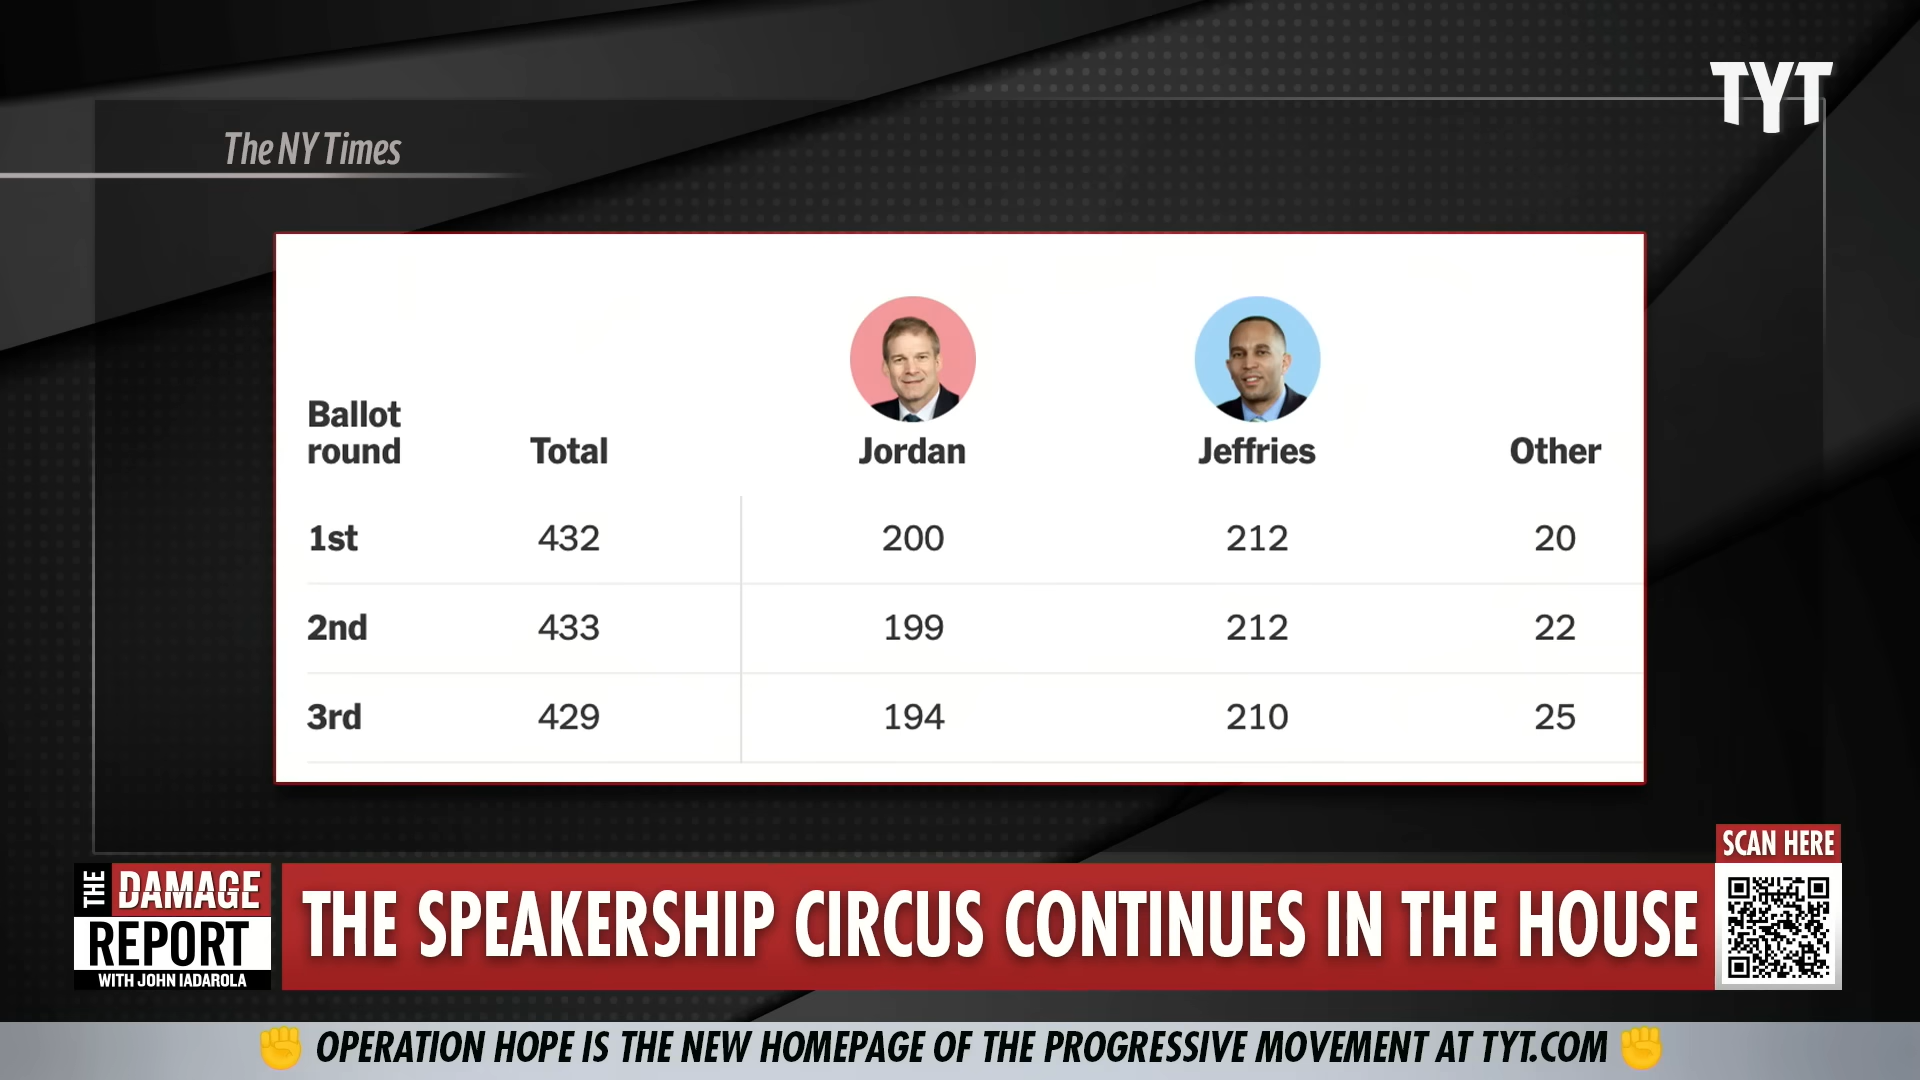 TYT
The NY Times
Ballot
round
Total
Jordan
Jeffries
Other
1st 432 200 212 20
2nd 433 199 212 22
3rd 429 194 210 25
SCAN HERE
THE DAMAGE
REPORT
WITH JOHN IADAROLA
THE SPEAKERSHIP CIRCUS CONTINUES IN THE HOUSE
OPERATION HOPE IS THE NEW HOMEPAGE OF THE PROGRESSIVE MOVEMENT AT TYT.COM